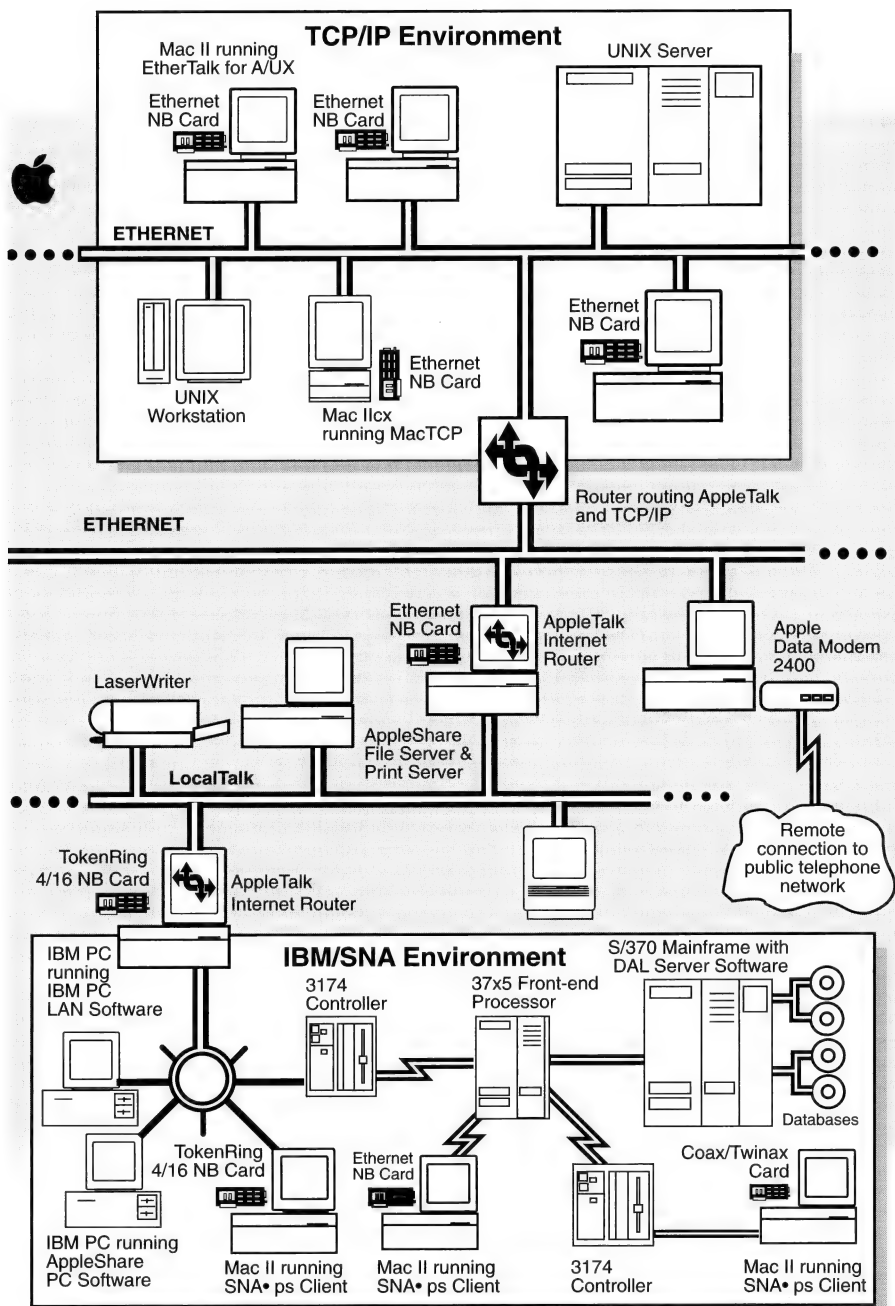 TCP/IP Environment
Mac II running
EtherTalk for A/UX
UNIX Server
Ethernet
NB Card
Ethernet
NB Card
ETHERNET
UNIX
Workstation
Ethernet
NB Card
Mac IIcx
running MacTCP
Ethernet
NB Card
Router routing AppleTalk
and TCP/IP
ETHERNET
Ethernet
NB Card
AppleTalk
Internet
Router
Apple
Data Modem
2400
LaserWriter
AppleShare
File Server &
Print Server
LocalTalk
Remote
connection to
public telephone
network
TokenRing
4/16 NB Card
AppleTalk
Internet Router
IBM/SNA Environment
IBM PC
running
IBM PC
LAN Software
3174
Controller
37x5 Front-end
Processor
S/370 Mainframe with
DAL Server Software
Databases
TokenRing
4/16 NB Card
Ethernet
NB Card
Coax/Twinax
Card
IBM PC running
AppleShare
PC Software
Mac II running
SNA• ps Client
Mac II running
SNA• ps Client
3174
Controller
Mac II running
SNA• ps Client